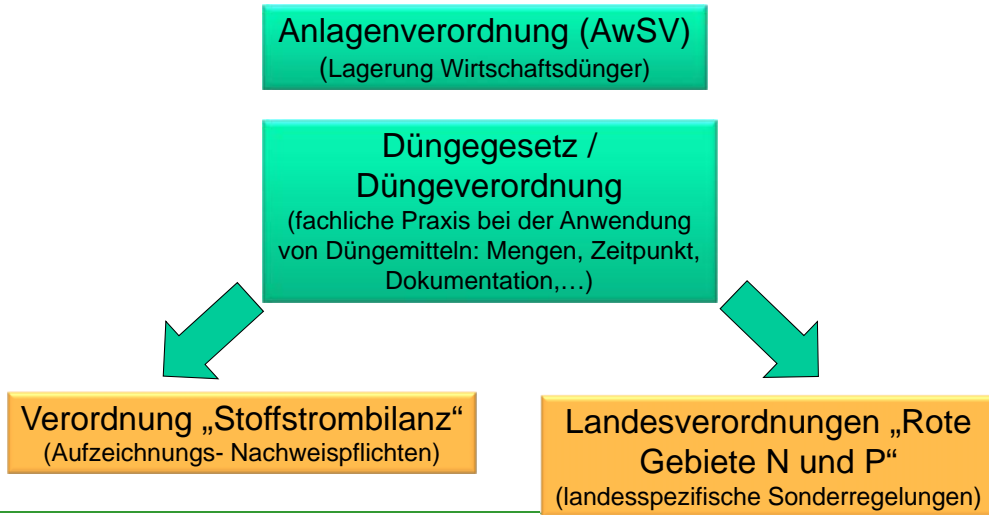 Anlagenverordnung (AwSV)
(Lagerung Wirtschaftsdünger)
Düngegesetz /
Düngeverordnung
(fachliche Praxis bei der Anwendung
von Düngemitteln: Mengen, Zeitpunkt,
Dokumentation,…)
Verordnung „Stoffstrombilanz“
(Aufzeichnungs- Nachweispflichten)
Landesverordnungen „Rote
Gebiete N und P“
(landesspezifische Sonderregelungen)